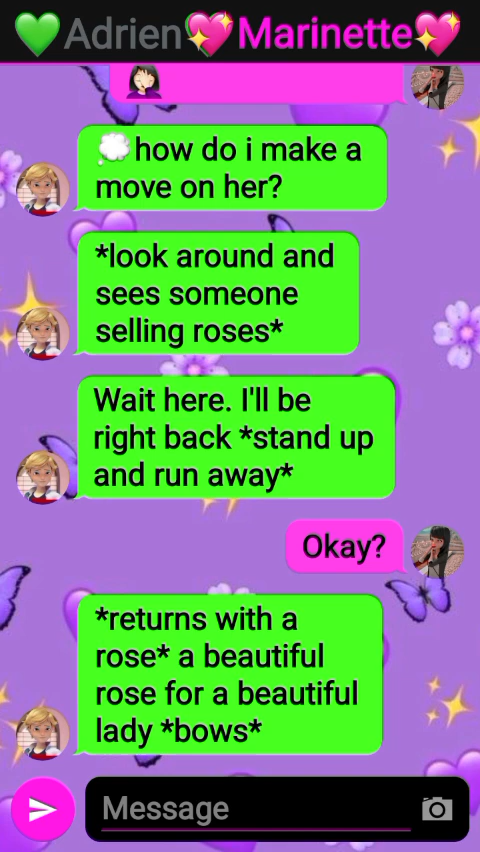 💚Adrien💖Marinette💖
💭how do i make a
move on her?
*look around and
sees someone
selling roses*
Wait here. I'll be
right back *stand up
and run away*
Okay?
*returns with a
rose* a beautiful
rose for a beautiful
lady *bows*
Message